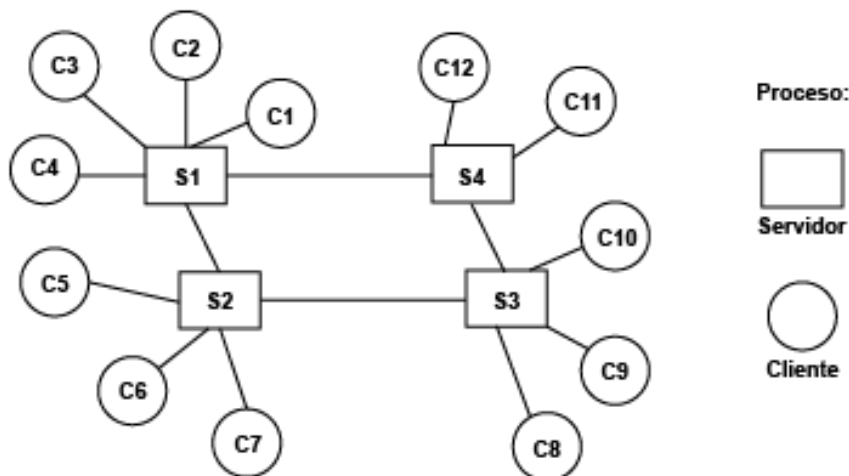 C2
C3
C12
C11
C1
Proceso:
C4
S1
S4
C10
Servidor
C5
S2
S3
C9
Cliente
C6
C7
C8